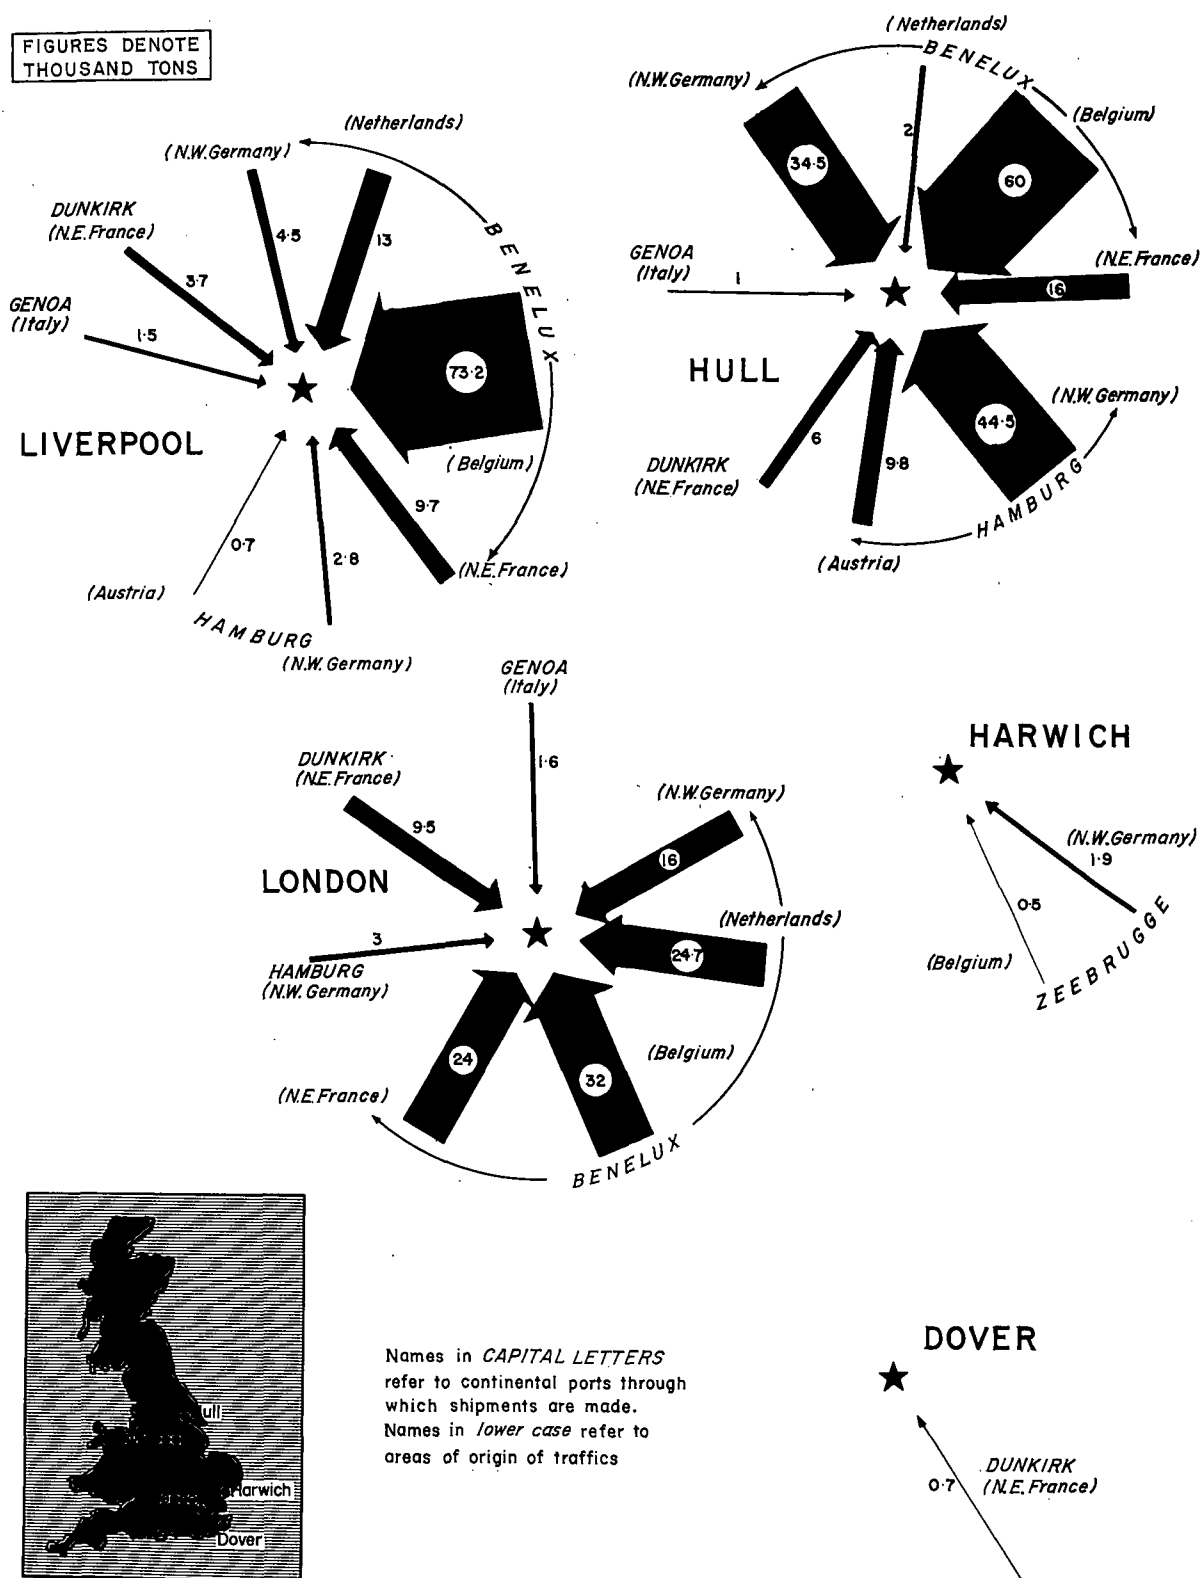 FIGURES DENOTE
THOUSAND TONS
(Netherlands)
BENELUX
(N.W. Germany)
(Belgium)
34·5
2
60
GENOA
(Italy)
1
(N.E. France)
16
HULL
(N.W. Germany)
44·5
DUNKIRK
(N.E. France)
6
9·8
HAMBURG
(Austria)
(Netherlands)
(N.W. Germany)
DUNKIRK
(N.E. France)
4·5
13
BENELUX
3·7
GENOA
(Italy)
1·5
73·2
LIVERPOOL
(Belgium)
9·7
0·7
2·8
(N.E. France)
(Austria)
HAMBURG
(N.W. Germany)
GENOA
(Italy)
1·6
DUNKIRK
(N.E. France)
9·5
(N.W. Germany)
16
LONDON
(Netherlands)
3
24·7
HAMBURG
(N.W. Germany)
24
32
(Belgium)
(N.E. France)
BENELUX
HARWICH
(N.W. Germany)
1·9
0·5
(Belgium)
ZEEBRUGGE
ull
Harwich
Dover
Names in CAPITAL LETTERS
refer to continental ports through
which shipments are made.
Names in lower case refer to
areas of origin of traffics
DOVER
DUNKIRK
0·7
(N.E. France)